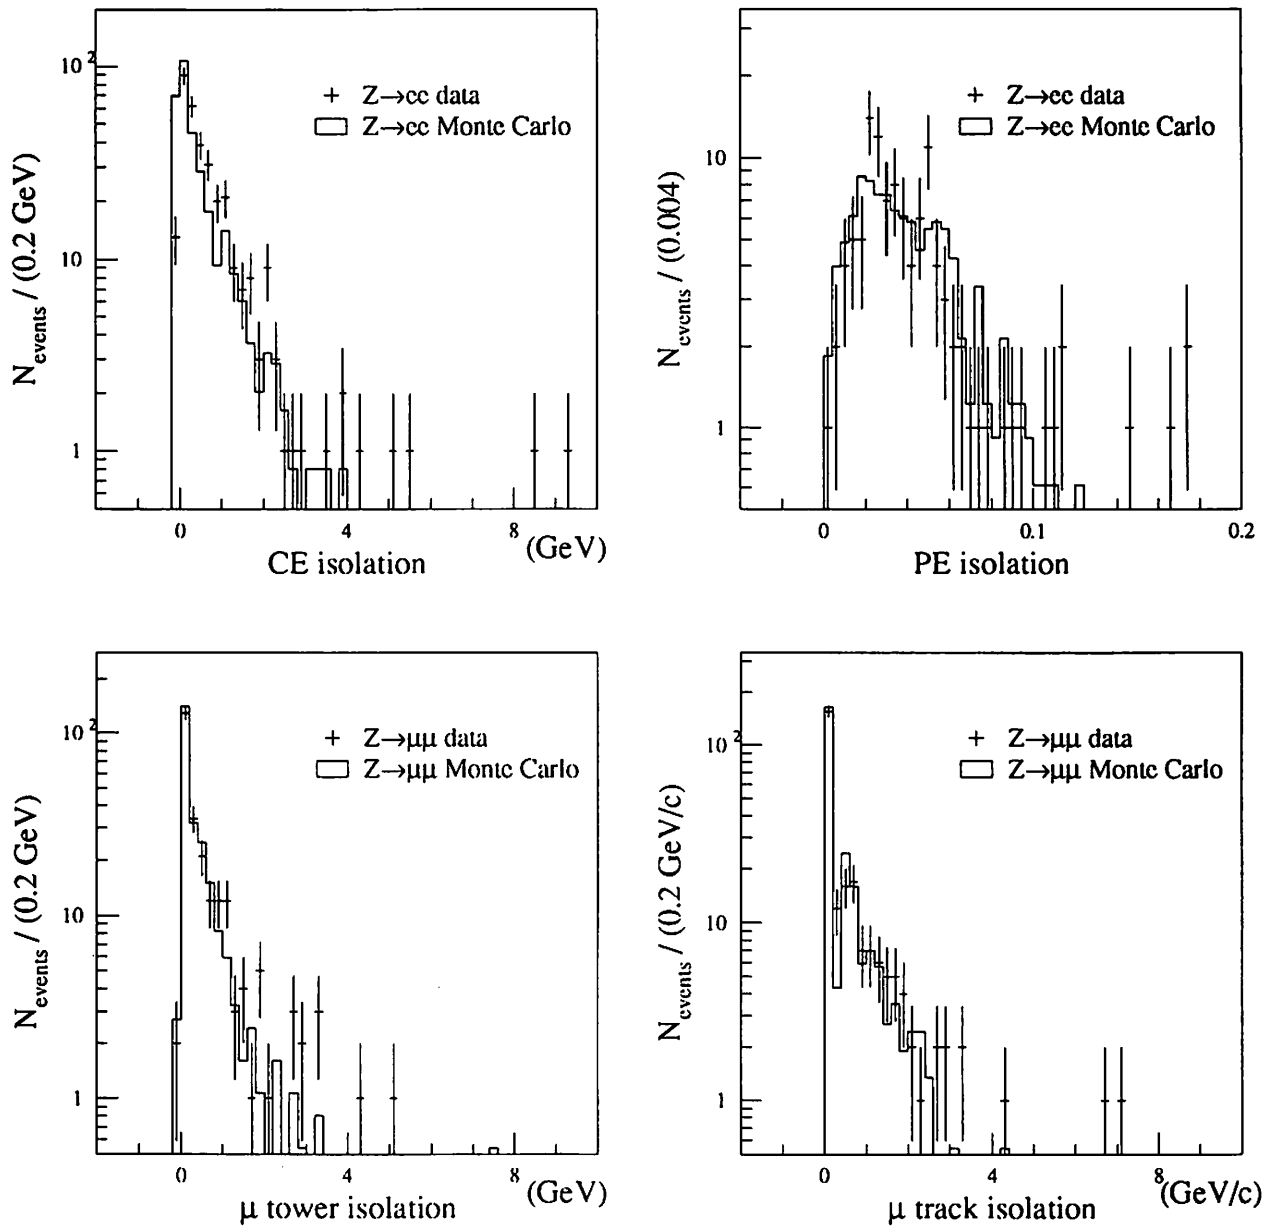 10^2
10
1
N_events / (0.2 GeV)
+ Z→ee data
Z→ee Monte Carlo
0 4 8 (GeV)
CE isolation
10
1
N_events / (0.004)
+ Z→ee data
Z→ee Monte Carlo
0 0.1 0.2
PE isolation
10^2
10
1
N_events / (0.2 GeV)
+ Z→μμ data
Z→μμ Monte Carlo
0 4 8 (GeV)
μ tower isolation
10^2
10
1
N_events / (0.2 GeV/c)
+ Z→μμ data
Z→μμ Monte Carlo
0 4 8 (GeV/c)
μ track isolation